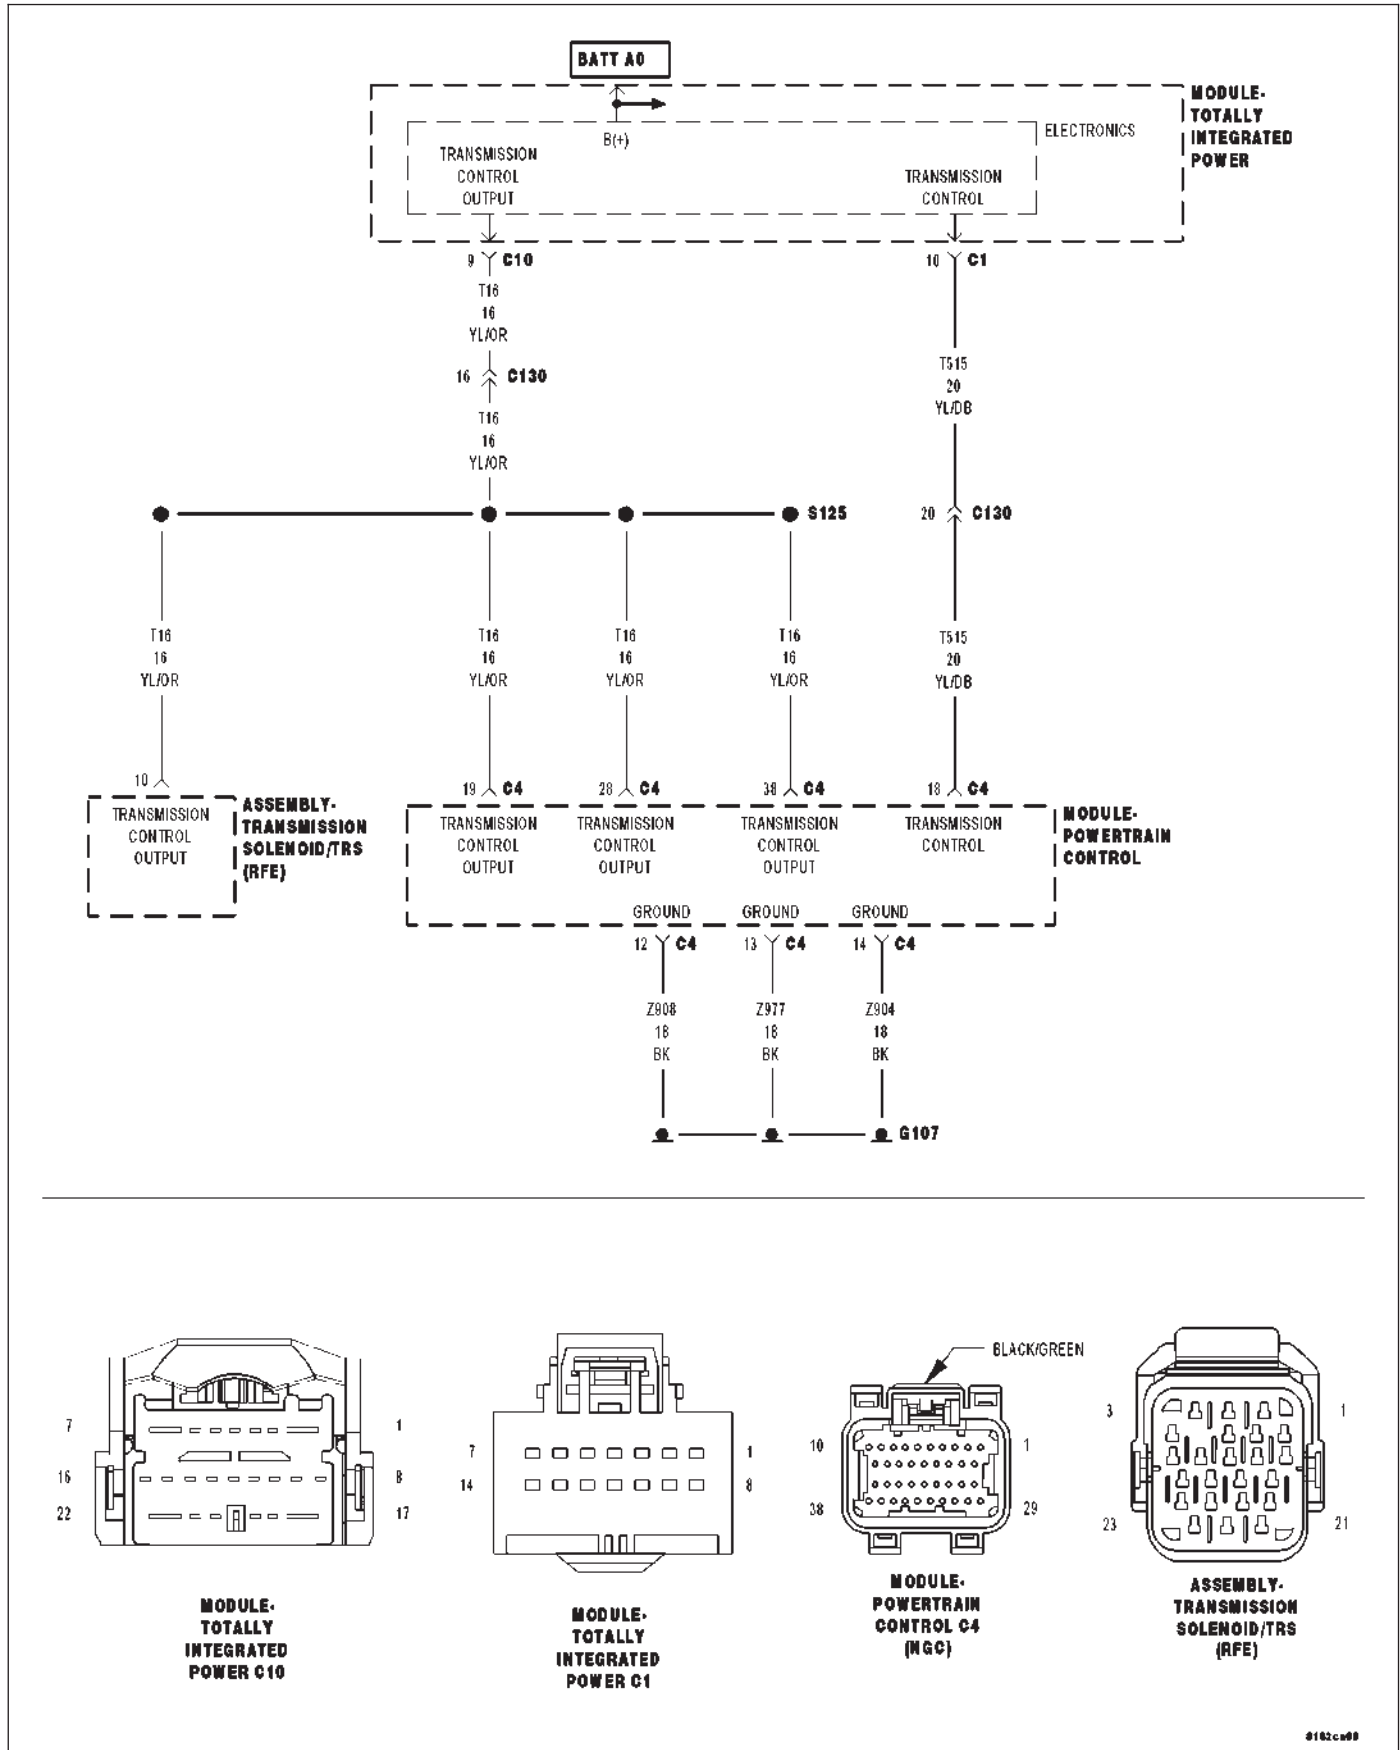 BATT A0
MODULE-
TOTALLY
INTEGRATED
POWER
ELECTRONICS
B(+)
TRANSMISSION
CONTROL
OUTPUT
TRANSMISSION
CONTROL
9 C10
10 C1
T16
16
YL/OR
T515
20
YL/DB
16 C130
T16
16
YL/OR
S125
20 C130
T16
16
YL/OR
T16
16
YL/OR
T16
16
YL/OR
T16
16
YL/OR
T515
20
YL/DB
10
19 C4
28 C4
38 C4
18 C4
TRANSMISSION
CONTROL
OUTPUT
ASSEMBLY-
TRANSMISSION
SOLENOID/TRS
(RFE)
TRANSMISSION
CONTROL
OUTPUT
TRANSMISSION
CONTROL
OUTPUT
TRANSMISSION
CONTROL
OUTPUT
TRANSMISSION
CONTROL
MODULE-
POWERTRAIN
CONTROL
GROUND GROUND GROUND
12 C4
13 C4
14 C4
Z908
18
BK
Z977
18
BK
Z904
18
BK
G107
BLACK/GREEN
7 1
16 8
22 17
7 1
14 8
10 1
38 29
3 1
23 21
MODULE-
TOTALLY
INTEGRATED
POWER C10
MODULE-
TOTALLY
INTEGRATED
POWER C1
MODULE-
POWERTRAIN
CONTROL C4
(NGC)
ASSEMBLY-
TRANSMISSION
SOLENOID/TRS
(RFE)